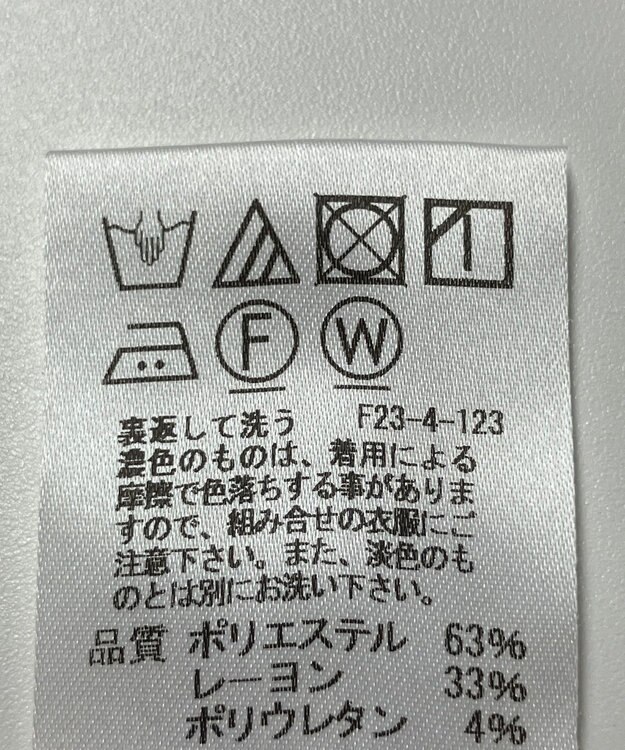 F W
裏返して洗う F23-4-123
濃色のものは、着用による
摩擦で色落ちする事がありま
すので、組み合せの衣服にご
注意下さい。また、淡色のも
のとは別にお洗い下さい。
品質 ポリエステル 63%
レーヨン 33%
ポリウレタン 4%